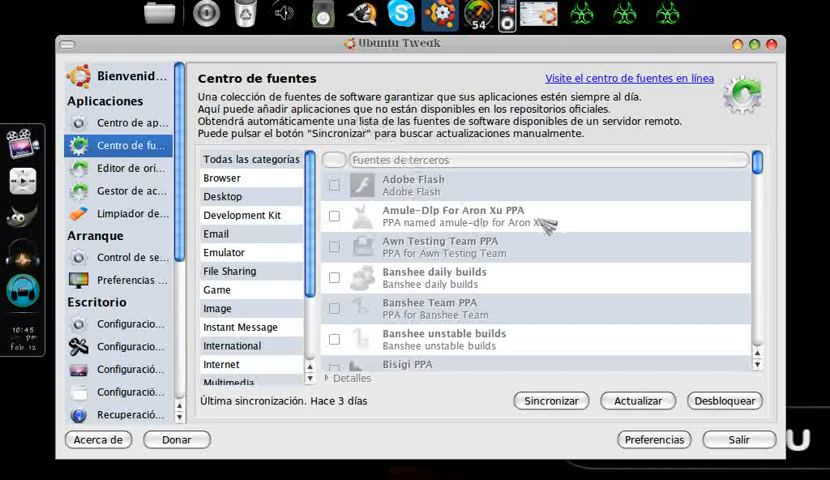 54
Ubuntu Tweak
Bienvenid...
Aplicaciones
Centro de ap...
Centro de fu...
Editor de ori...
Gestor de ac...
Limpiador de...
Arranque
Control de se...
Preferencias ...
Escritorio
Configuracio...
Configuracio...
Configuració...
Configuració...
Recuperació...
Centro de fuentes
Visite el centro de fuentes en línea
Una colección de fuentes de software garantizar que sus aplicaciones estén siempre al día.
Aquí puede añadir aplicaciones que no están disponibles en los repositorios oficiales.
Obtendrá automáticamente una lista de las fuentes de software disponibles de un servidor remoto.
Puede pulsar el botón "Sincronizar" para buscar actualizaciones manualmente.
Todas las categorías
Browser
Desktop
Development Kit
Email
Emulator
File Sharing
Game
Image
Instant Message
International
Internet
Multimedia
Fuentes de terceros
Adobe Flash
Adobe Flash
Amule-Dlp For Aron Xu PPA
PPA named amule-dlp for Aron Xu
Awn Testing Team PPA
PPA for Awn Testing Team
Banshee daily builds
Banshee daily builds
Banshee Team PPA
PPA for Banshee Team
Banshee unstable builds
Banshee unstable builds
Bisigi PPA
Detalles
Última sincronización. Hace 3 días
Sincronizar
Actualizar
Desbloquear
Acerca de
Donar
Preferencias
Salir
10:45
pm
feb.12
U